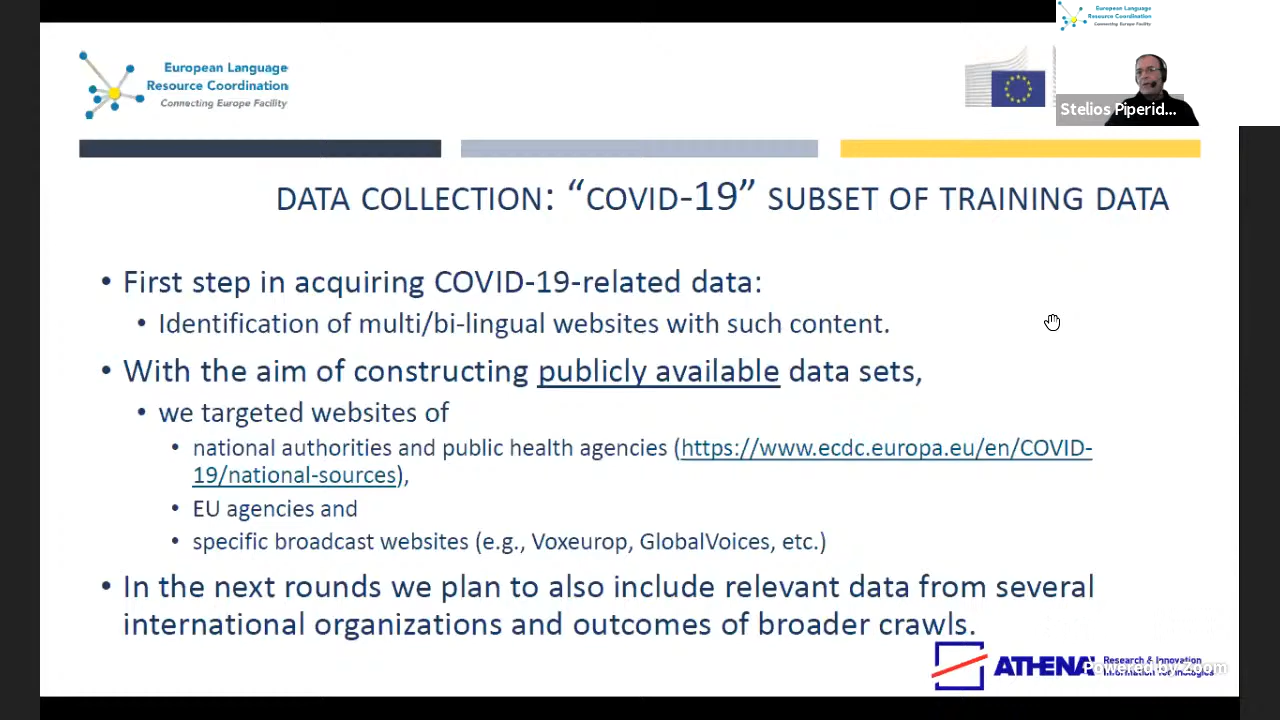 European Language
Resource Coordination
Connecting Europe Facility
European Language
Resource Coordination
Connecting Europe Facility
Stelios Piperid...
DATA COLLECTION: “COVID-19” SUBSET OF TRAINING DATA
• First step in acquiring COVID-19-related data:
• Identification of multi/bi-lingual websites with such content.
• With the aim of constructing publicly available data sets,
• we targeted websites of
• national authorities and public health agencies (https://www.ecdc.europa.eu/en/COVID-
19/national-sources),
• EU agencies and
• specific broadcast websites (e.g., Voxeurop, GlobalVoices, etc.)
• In the next rounds we plan to also include relevant data from several
international organizations and outcomes of broader crawls.
ATHENA Research & Innovation
Information Technologies
Powered by Zoom